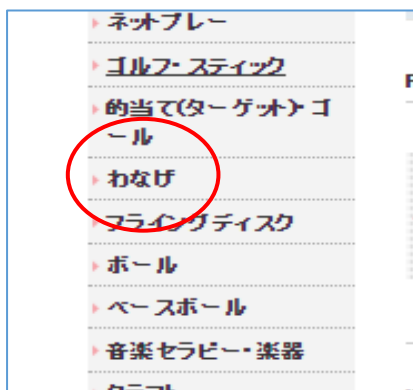 ネットプレー
ゴルフ・スティック
的当て(ターゲット)・ゴ
ール
わなげ
フライングディスク
ボール
ベースボール
音楽セラピー・楽器